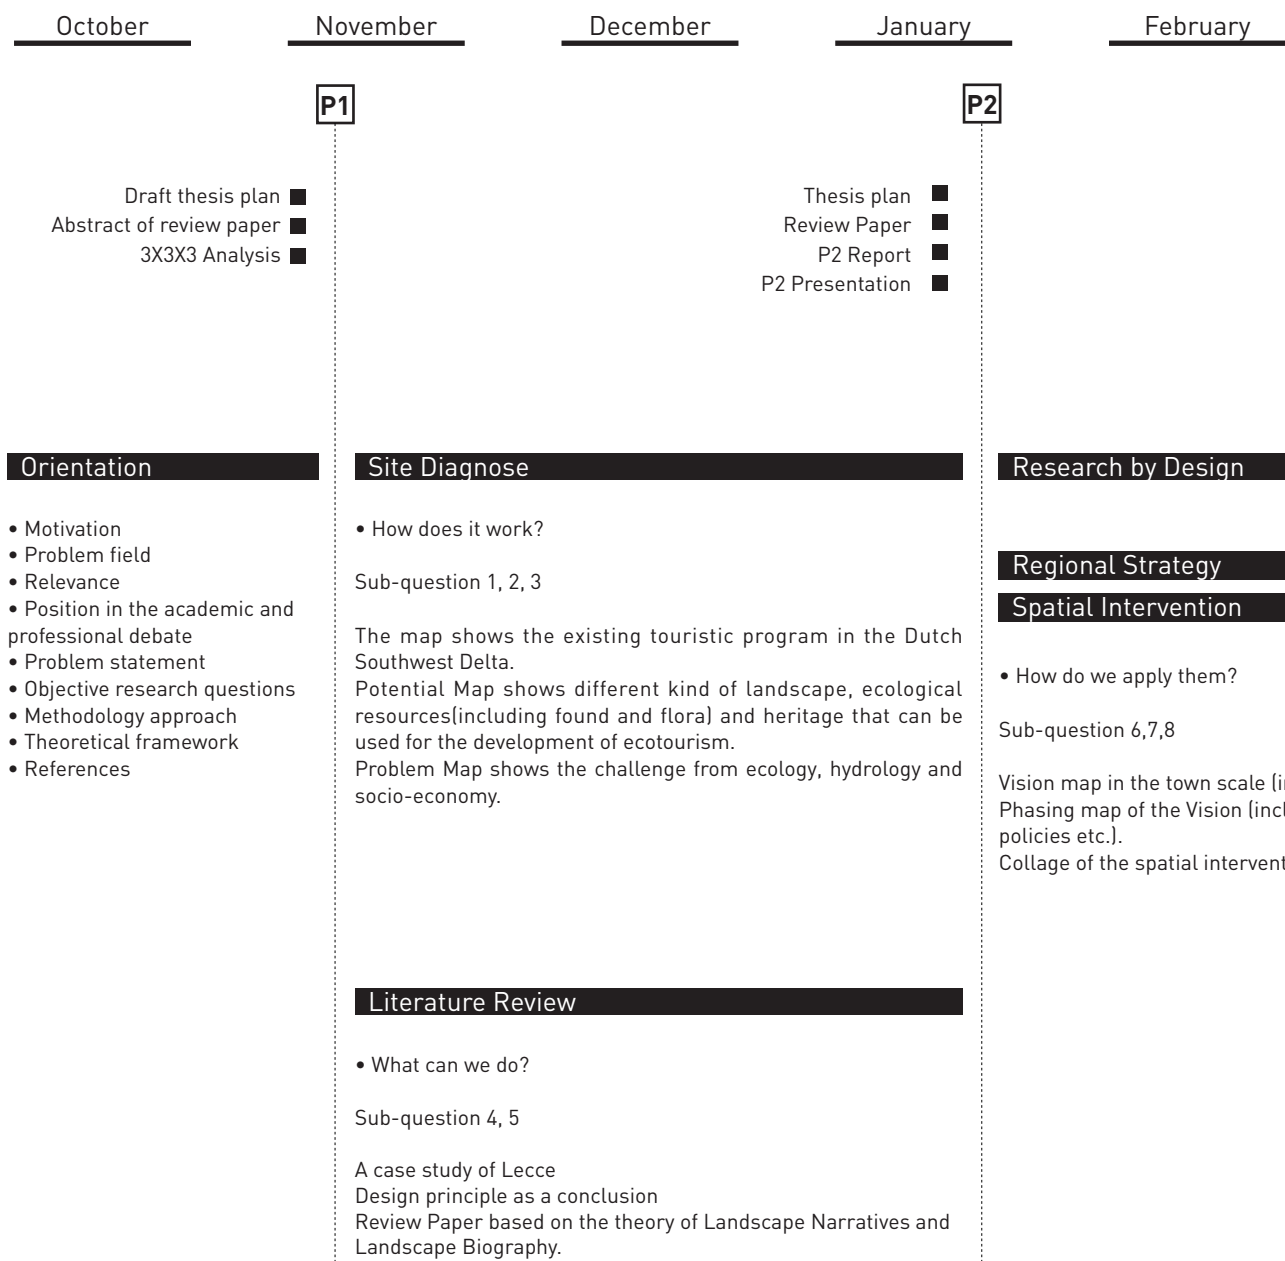 October
November
December
January
February
P1
P2
Draft thesis plan
Abstract of review paper
3X3X3 Analysis
Thesis plan
Review Paper
P2 Report
P2 Presentation
Orientation
• Motivation
• Problem field
• Relevance
• Position in the academic and
professional debate
• Problem statement
• Objective research questions
• Methodology approach
• Theoretical framework
• References
Site Diagnose
• How does it work?
Sub-question 1, 2, 3
The map shows the existing touristic program in the Dutch
Southwest Delta.
Potential Map shows different kind of landscape, ecological
resources(including found and flora) and heritage that can be
used for the development of ecotourism.
Problem Map shows the challenge from ecology, hydrology and
socio-economy.
Literature Review
• What can we do?
Sub-question 4, 5
A case study of Lecce
Design principle as a conclusion
Review Paper based on the theory of Landscape Narratives and
Landscape Biography.
Research by Design
Regional Strategy
Spatial Intervention
• How do we apply them?
Sub-question 6,7,8
Vision map in the town scale
Phasing map of the Vision
policies etc.).
Collage of the spatial